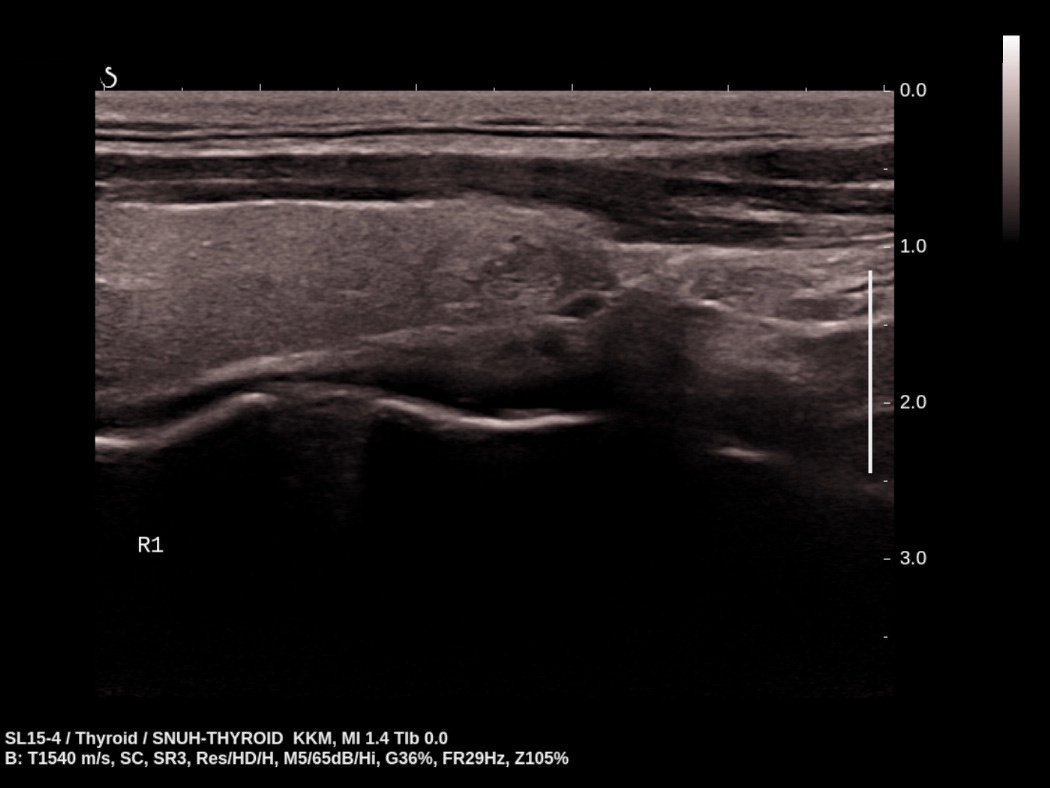 0.0
1.0
2.0
R1
3.0
SL15-4 / Thyroid / SNUH-THYROID KKM, MI 1.4 TIb 0.0
B: T1540 m/s, SC, SR3, Res/HD/H, M5/65dB/Hi, G36%, FR29Hz, Z105%